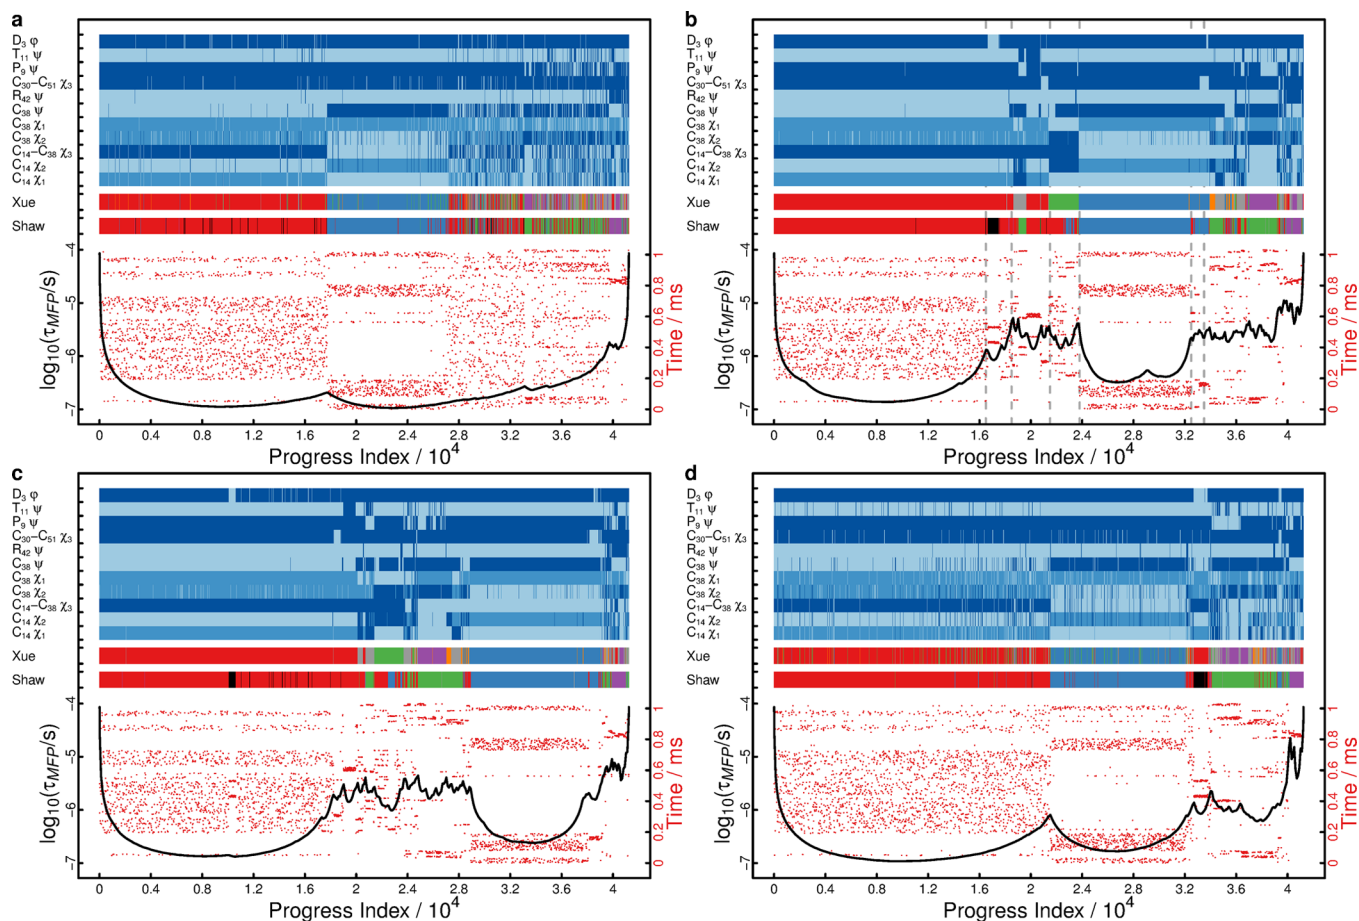 a
D₃ φ
T₁₁ ψ
P₉ ψ
C₃₀–C₅₁ χ₃
R₄₂ ψ
C₃₈ ψ
C₃₈ χ₁
C₃₈ χ₂
C₁₄–C₃₈ χ₃
C₁₄ χ₂
C₁₄ χ₁
Xue
Shaw
-4
-5
-6
-7
log₁₀(τMFP/s)
0 0.4 0.8 1.2 1.6 2 2.4 2.8 3.2 3.6 4
Progress Index / 10⁴
1
0.8
0.6
0.4
0.2
0
Time / ms
b
D₃ φ
T₁₁ ψ
P₉ ψ
C₃₀–C₅₁ χ₃
R₄₂ ψ
C₃₈ ψ
C₃₈ χ₁
C₃₈ χ₂
C₁₄–C₃₈ χ₃
C₁₄ χ₂
C₁₄ χ₁
Xue
Shaw
-4
-5
-6
-7
log₁₀(τMFP/s)
0 0.4 0.8 1.2 1.6 2 2.4 2.8 3.2 3.6 4
Progress Index / 10⁴
1
0.8
0.6
0.4
0.2
0
Time / ms
c
D₃ φ
T₁₁ ψ
P₉ ψ
C₃₀–C₅₁ χ₃
R₄₂ ψ
C₃₈ ψ
C₃₈ χ₁
C₃₈ χ₂
C₁₄–C₃₈ χ₃
C₁₄ χ₂
C₁₄ χ₁
Xue
Shaw
-4
-5
-6
-7
log₁₀(τMFP/s)
0 0.4 0.8 1.2 1.6 2 2.4 2.8 3.2 3.6 4
Progress Index / 10⁴
1
0.8
0.6
0.4
0.2
0
Time / ms
d
D₃ φ
T₁₁ ψ
P₉ ψ
C₃₀–C₅₁ χ₃
R₄₂ ψ
C₃₈ ψ
C₃₈ χ₁
C₃₈ χ₂
C₁₄–C₃₈ χ₃
C₁₄ χ₂
C₁₄ χ₁
Xue
Shaw
-4
-5
-6
-7
log₁₀(τMFP/s)
0 0.4 0.8 1.2 1.6 2 2.4 2.8 3.2 3.6 4
Progress Index / 10⁴
1
0.8
0.6
0.4
0.2
0
Time / ms